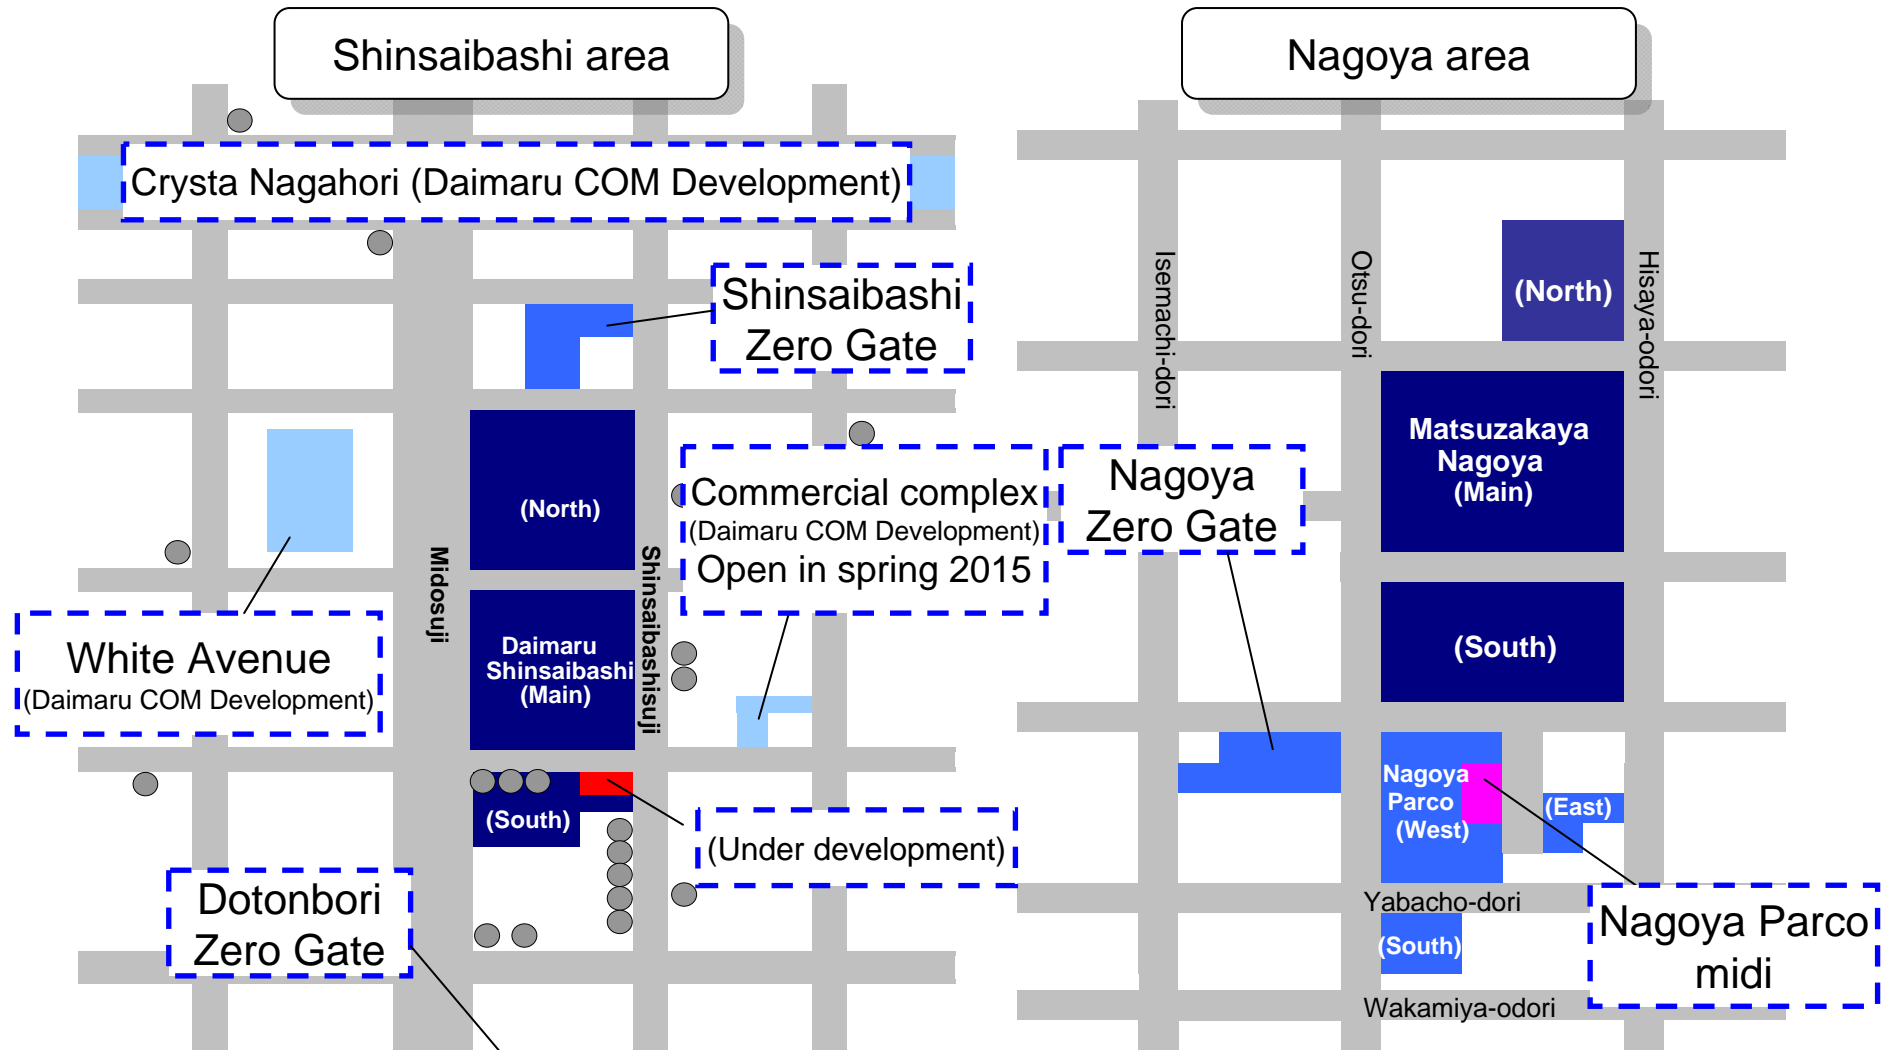 Shinsaibashi area
Crysta Nagahori (Daimaru COM Development)
Shinsaibashi
Zero Gate
(North)
Commercial complex
(Daimaru COM Development)
Open in spring 2015
Midosuji
Shinsaibashisuji
White Avenue
(Daimaru COM Development)
Daimaru
Shinsaibashi
(Main)
(South)
(Under development)
Dotonbori
Zero Gate
Nagoya area
Isemachi-dori
Otsu-dori
Hisaya-odori
(North)
Matsuzakaya
Nagoya
(Main)
Nagoya
Zero Gate
(South)
Nagoya
Parco
(West)
(East)
Yabacho-dori
(South)
Nagoya Parco
midi
Wakamiya-odori